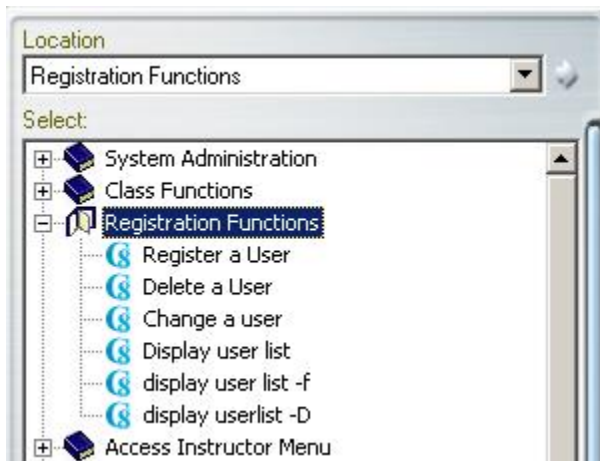 Location
Registration Functions
Select:
System Administration
Class Functions
Registration Functions
Register a User
Delete a User
Change a user
Display user list
display user list -f
display userlist -D
Access Instructor Menu